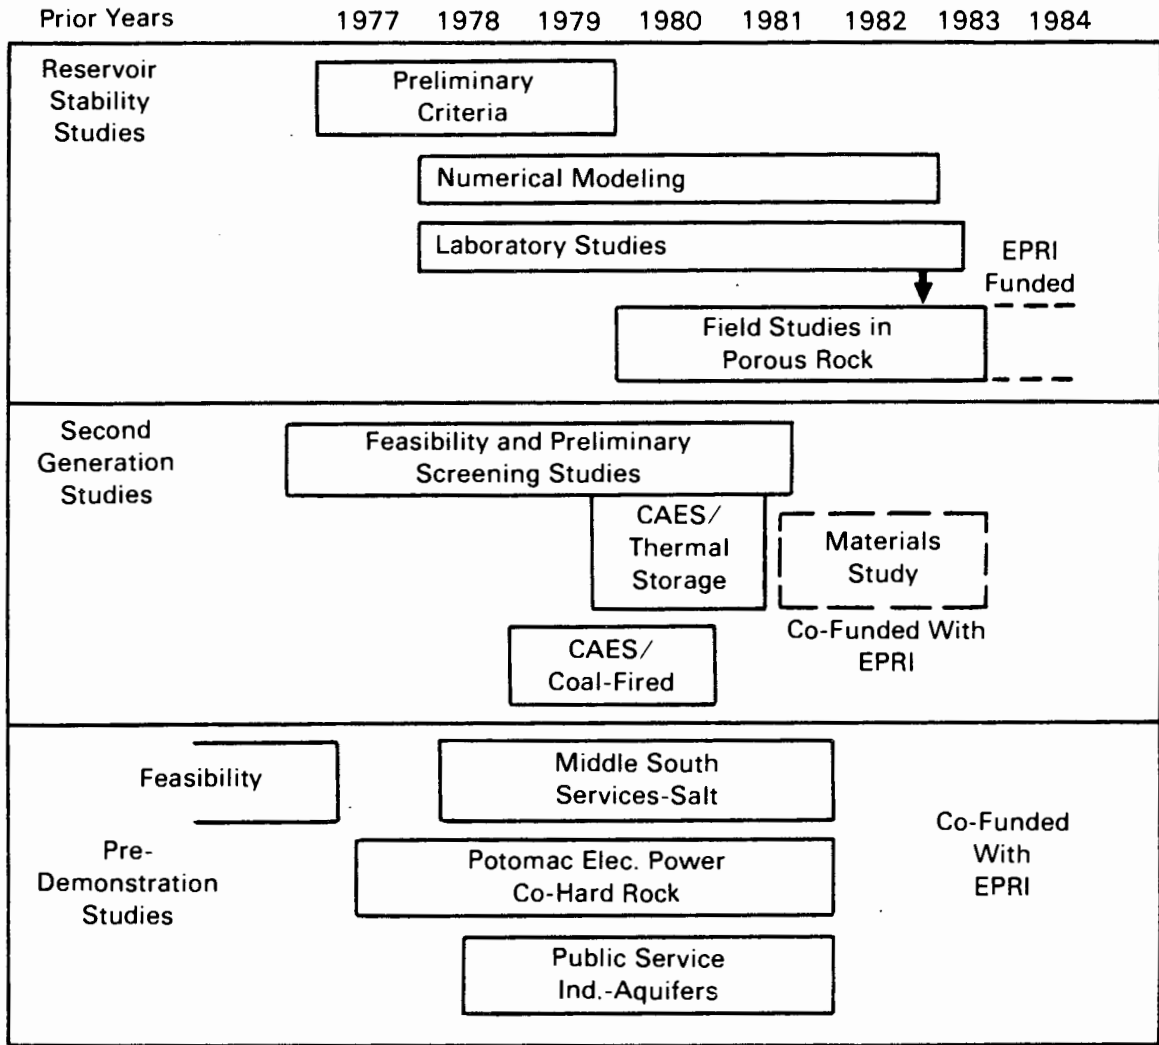 Prior Years 1977 1978 1979 1980 1981 1982 1983 1984
Reservoir
Stability
Studies
Preliminary
Criteria
Numerical Modeling
Laboratory Studies
EPRI
Funded
Field Studies in
Porous Rock
Second
Generation
Studies
Feasibility and Preliminary
Screening Studies
CAES/
Thermal
Storage
Materials
Study
Co-Funded With
EPRI
CAES/
Coal-Fired
Feasibility
Middle South
Services-Salt
Pre-
Demonstration
Studies
Potomac Elec. Power
Co-Hard Rock
Co-Funded
With
EPRI
Public Service
Ind.-Aquifers